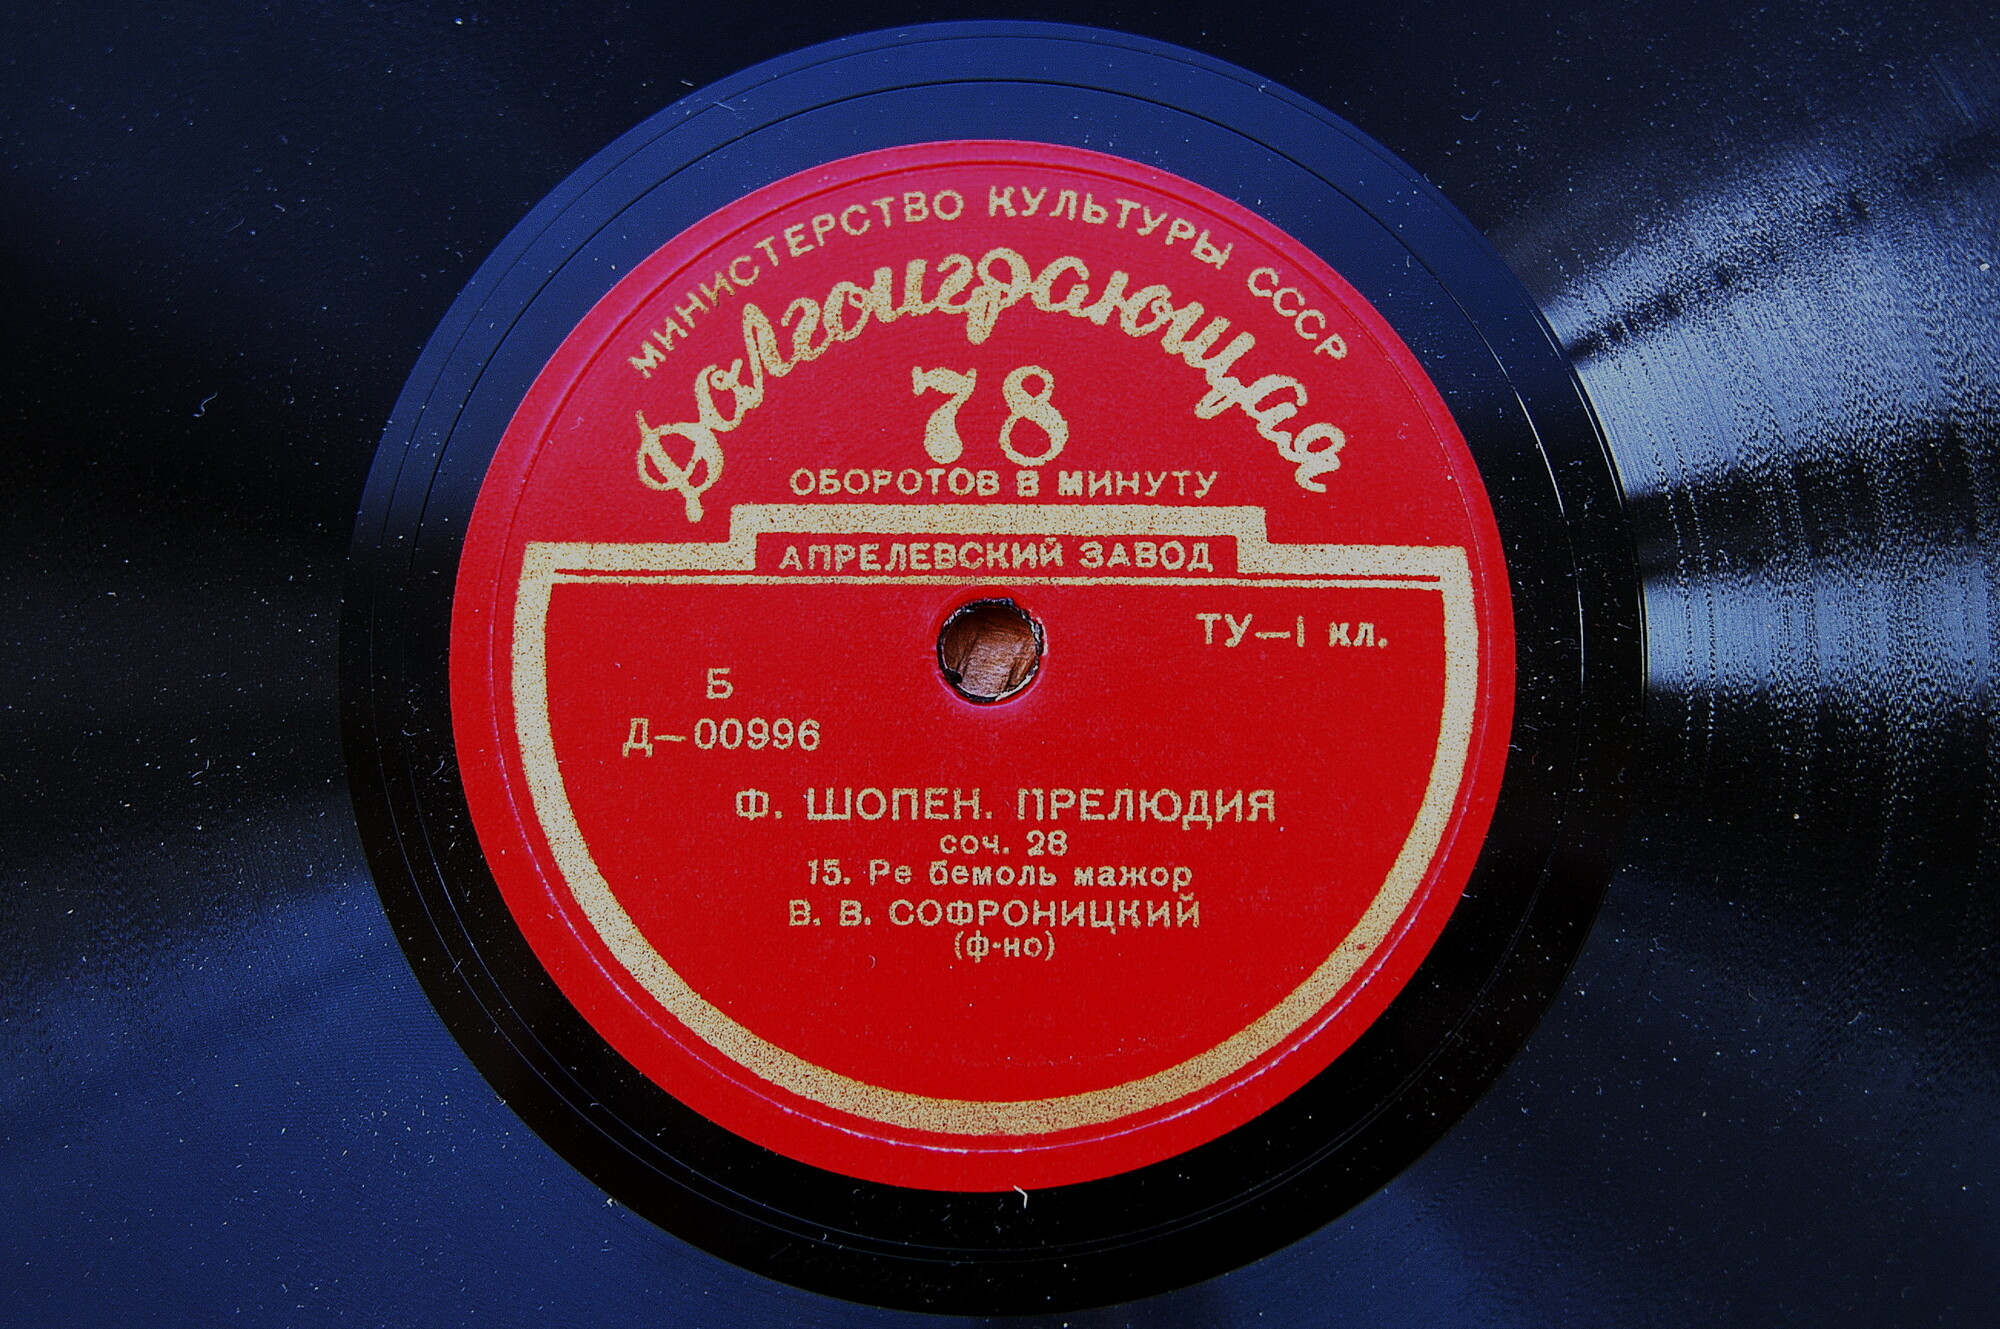 МИНИСТЕРСТВО КУЛЬТУРЫ СССР
Долгоиграющая
78
ОБОРОТОВ В МИНУТУ
АПРЕЛЕВСКИЙ ЗАВОД
ТУ—1 кл.
Б
Д—00996
Ф. ШОПЕН. ПРЕЛЮДИЯ
соч. 28
15. Ре бемоль мажор
В. В. СОФРОНИЦКИЙ
(ф-но)